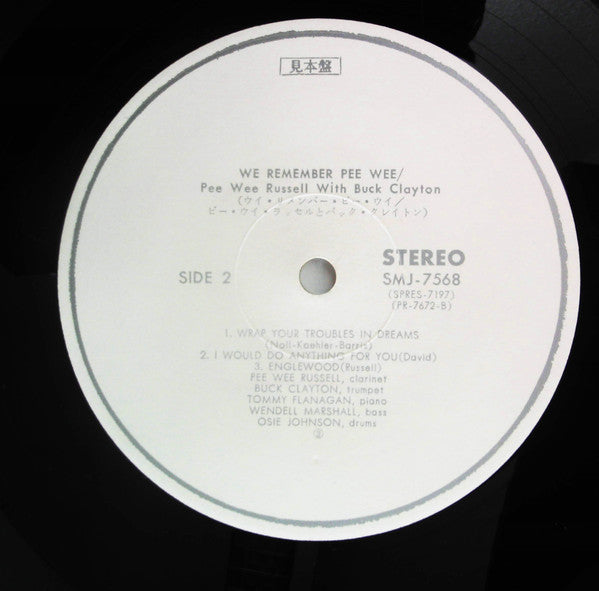 見本盤
WE REMEMBER PEE WEE/
Pee Wee Russell With Buck Clayton
(ウイ・リメンバー・ピー・ウイ/
ピー・ウイ・ラッセルとバック・クレイトン)
STEREO
SIDE 2
SMJ-7568
(SPRES-7197)
(PR-7672-B)
1. WRAP YOUR TROUBLES IN DREAMS
(Noll-Koehler-Barris)
2. I WOULD DO ANYTHING FOR YOU(David)
3. ENGLEWOOD(Russell)
PEE WEE RUSSELL, clarinet
BUCK CLAYTON, trumpet
TOMMY FLANAGAN, piano
WENDELL MARSHALL, bass
OSIE JOHNSON, drums